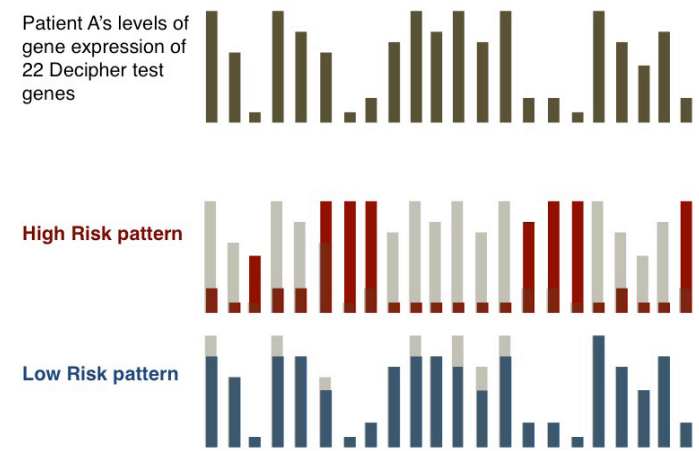 Patient A’s levels of
gene expression of
22 Decipher test
genes
High Risk pattern
Low Risk pattern